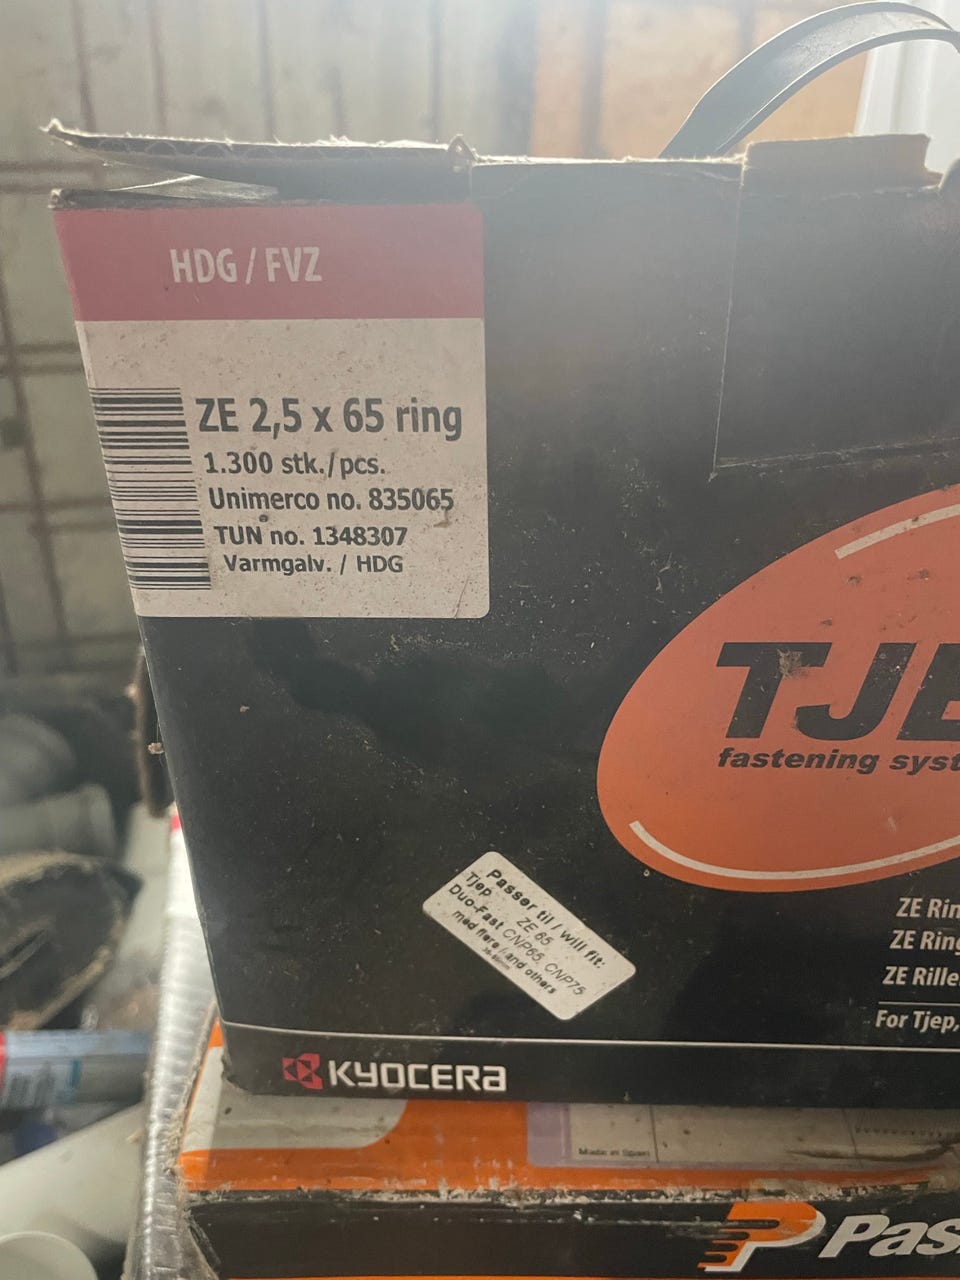 HDG / FVZ
ZE 2,5 x 65 ring
1.300 stk./pcs.
Unimerco no. 835065
TUN no. 1348307
Varmgalv. / HDG
TJE
fastening syst
Passer til / will fit:
Tjep ZE 65
Duo-Fast CNP65, CNP75
med flere / and others
ZE Rin
ZE Ring
ZE Rille
For Tjep,
KYOCERA
Made in Spain
Pas